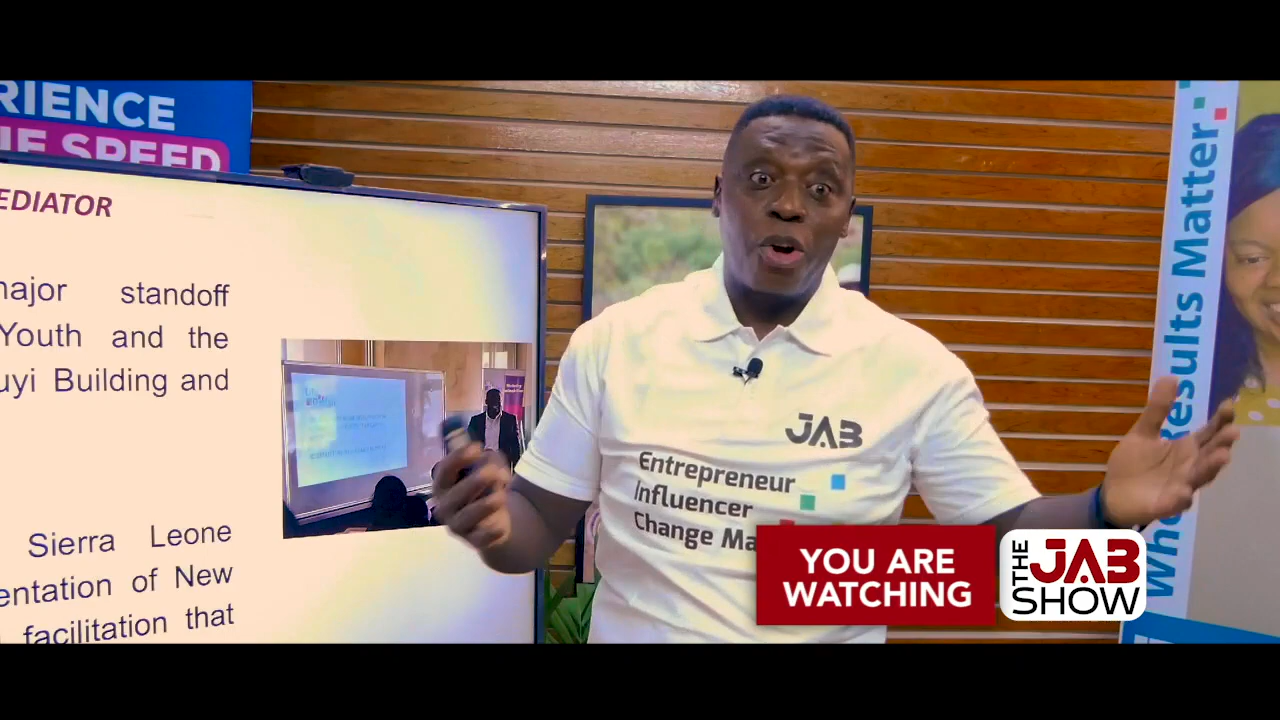 RIENCE
NE SPEED
EDIATOR
major standoff
Youth and the
uyi Building and
Sierra Leone
entation of New
facilitation that
JAB
Entrepreneur
Influencer
Change Ma
YOU ARE
WATCHING
THE
JAB
SHOW
Results Matter.